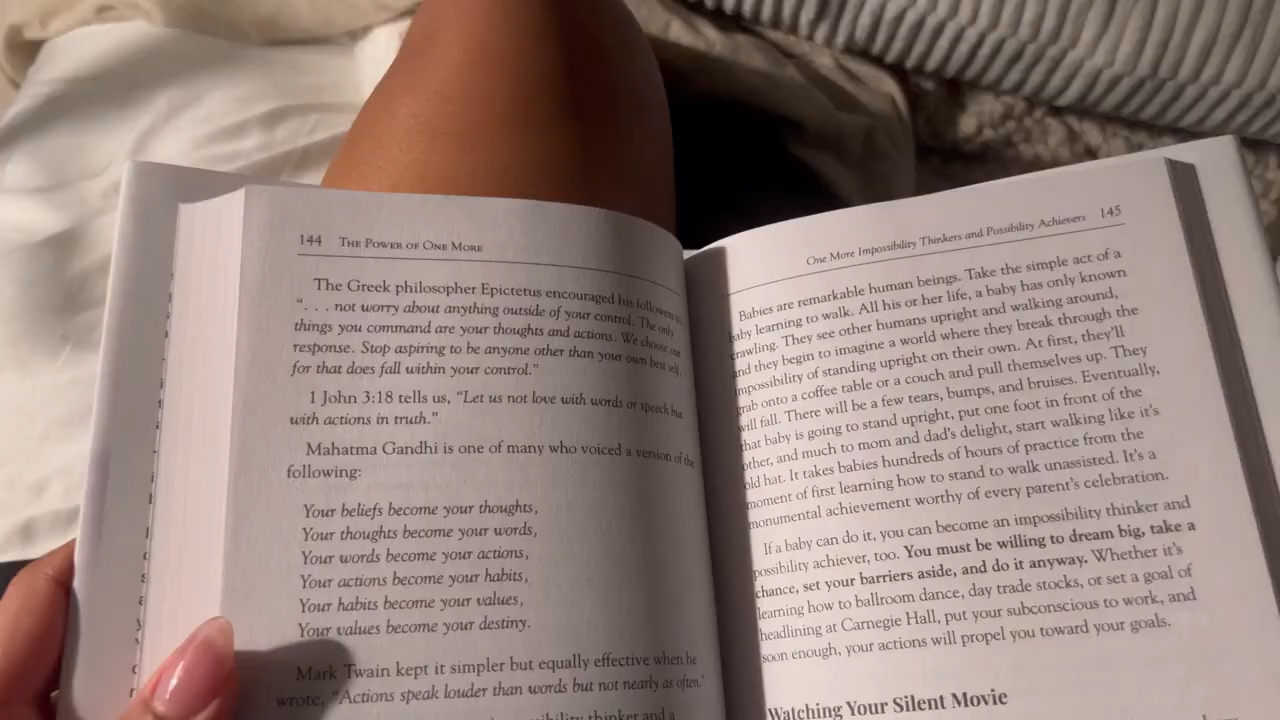 144 THE POWER OF ONE MORE
The Greek philosopher Epictetus encouraged his followers to
“. . . not worry about anything outside of your control. The only
things you command are your thoughts and actions. We choose our
response. Stop aspiring to be anyone other than your own best self,
for that does fall within your control.”
1 John 3:18 tells us, “Let us not love with words or speech but
with actions in truth.”
Mahatma Gandhi is one of many who voiced a version of the
following:
Your beliefs become your thoughts,
Your thoughts become your words,
Your words become your actions,
Your actions become your habits,
Your habits become your values,
Your values become your destiny.
Mark Twain kept it simpler but equally effective when he
wrote, “Actions speak louder than words but not nearly as often.”
thinker and a
One More Impossibility Thinkers and Possibility Achievers 145
Babies are remarkable human beings. Take the simple act of a
baby learning to walk. All his or her life, a baby has only known
crawling. They see other humans upright and walking around,
and they begin to imagine a world where they break through the
impossibility of standing upright on their own. At first, they’ll
grab onto a coffee table or a couch and pull themselves up. They
will fall. There will be a few tears, bumps, and bruises. Eventually,
that baby is going to stand upright, put one foot in front of the
other, and much to mom and dad’s delight, start walking like it’s
old hat. It takes babies hundreds of hours of practice from the
moment of first learning how to stand to walk unassisted. It’s a
monumental achievement worthy of every parent’s celebration.
If a baby can do it, you can become an impossibility thinker and
possibility achiever, too. You must be willing to dream big, take a
chance, set your barriers aside, and do it anyway. Whether it’s
learning how to ballroom dance, day trade stocks, or set a goal of
headlining at Carnegie Hall, put your subconscious to work, and
soon enough, your actions will propel you toward your goals.
Watching Your Silent Movie